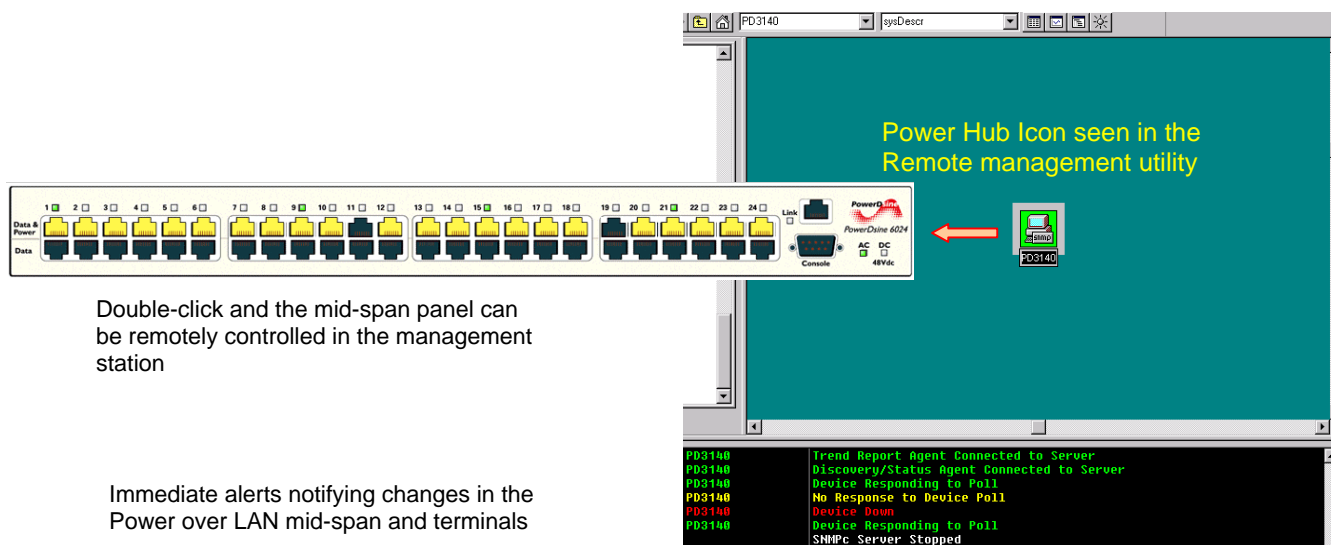 PD3140 sysDescr
Power Hub Icon seen in the
Remote management utility
1 2 3 4 5 6 7 8 9 10 11 12 13 14 15 16 17 18 19 20 21 22 23 24
Data &
Power
Data
Link
Console
PowerDsine
PowerDsine 6024
AC DC
48Vdc
snmp
PD3140
Double-click and the mid-span panel can
be remotely controlled in the management
station
Immediate alerts notifying changes in the
Power over LAN mid-span and terminals
PD3140 Trend Report Agent Connected to Server
PD3140 Discovery/Status Agent Connected to Server
PD3140 Device Responding to Poll
PD3140 No Response to Device Poll
PD3140 Device Down
PD3140 Device Responding to Poll
SNMPc Server Stopped